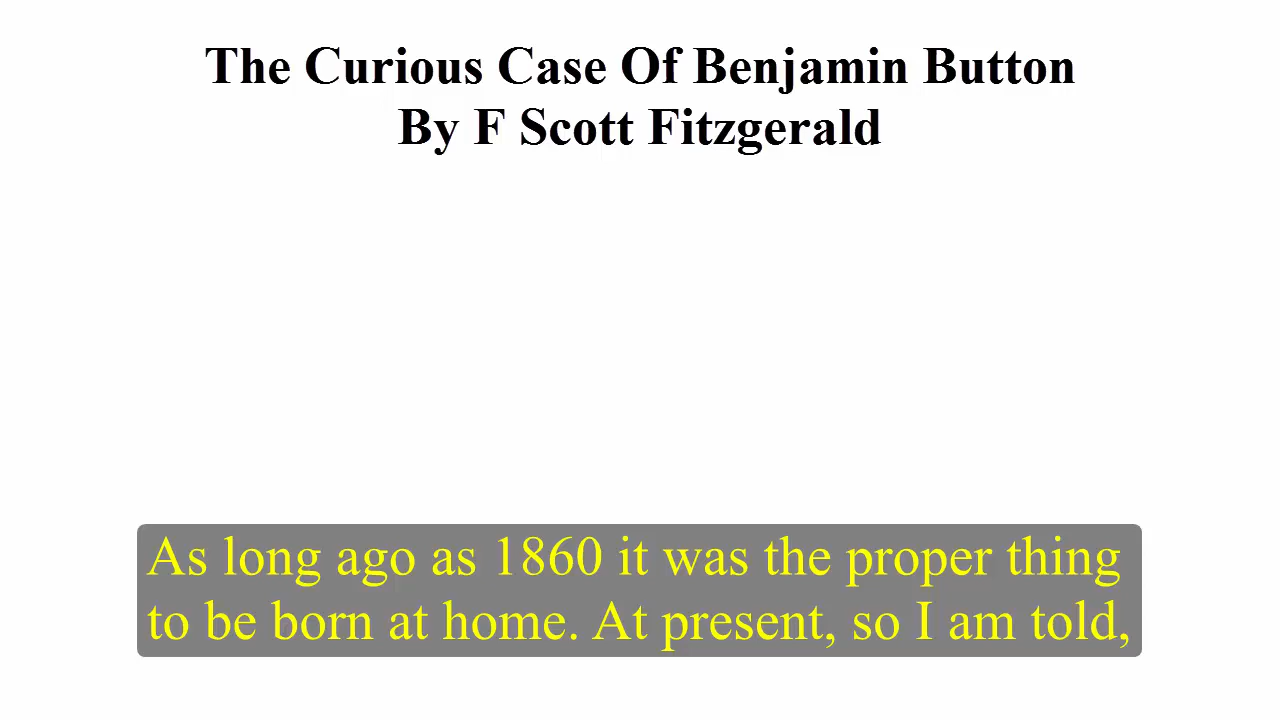 The Curious Case Of Benjamin Button
By F Scott Fitzgerald
As long ago as 1860 it was the proper thing
to be born at home. At present, so I am told,